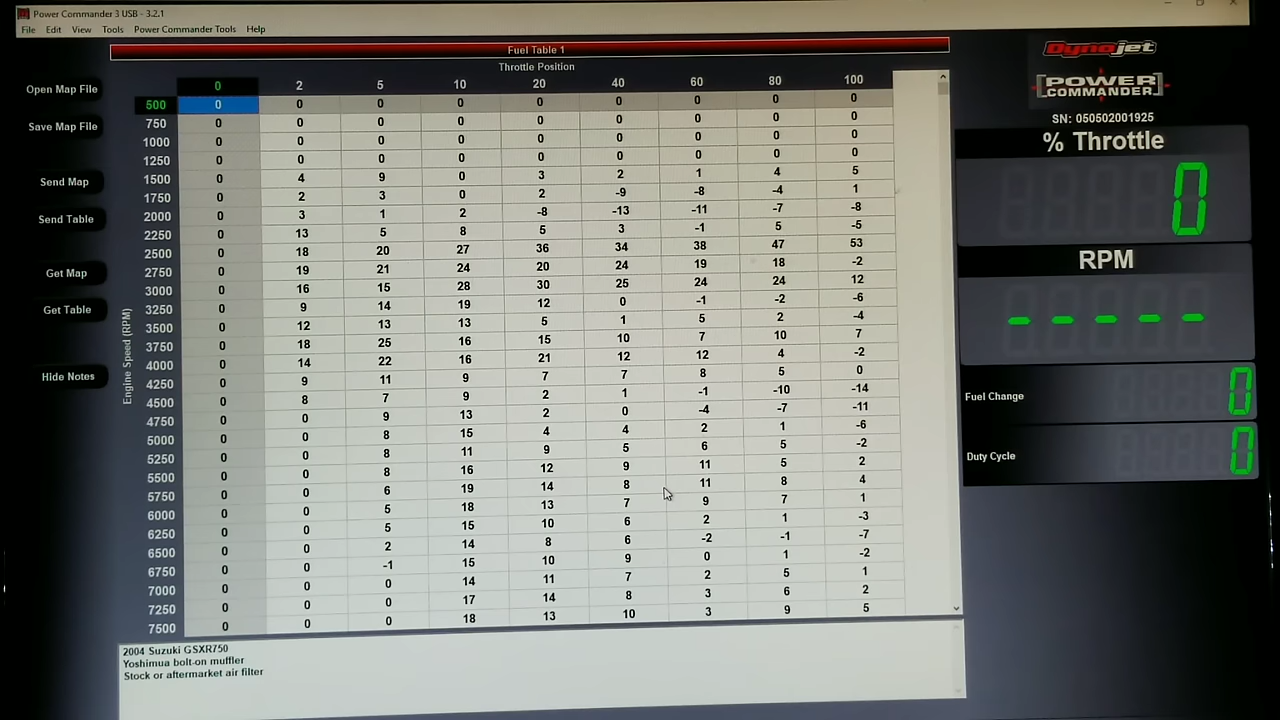 Power Commander 3 USB - 3.2.1
File Edit View Tools Power Commander Tools Help
Open Map File
Save Map File
Send Map
Send Table
Get Map
Get Table
Hide Notes
Fuel Table 1
Throttle Position
Engine Speed (RPM)
0 2 5 10 20 40 60 80 100
500 0 0 0 0 0 0 0 0 0
750 0 0 0 0 0 0 0 0 0
1000 0 0 0 0 0 0 0 0 0
1250 0 0 0 0 0 0 0 0 0
1500 0 4 9 0 3 2 1 4 5
1750 0 2 3 0 2 -9 -8 -4 1
2000 0 3 1 2 -8 -13 -11 -7 -8
2250 0 13 5 8 5 3 -1 5 -5
2500 0 18 20 27 36 34 38 47 53
2750 0 19 21 24 20 24 19 18 -2
3000 0 16 15 28 30 25 24 24 12
3250 0 9 14 19 12 0 -1 -2 -6
3500 0 12 13 13 5 1 5 2 -4
3750 0 18 25 16 15 10 7 10 7
4000 0 14 22 16 21 12 12 4 -2
4250 0 9 11 9 7 7 8 5 0
4500 0 8 7 9 2 1 -1 -10 -14
4750 0 0 9 13 2 0 -4 -7 -11
5000 0 0 8 15 4 4 2 1 -6
5250 0 0 8 11 9 5 6 5 -2
5500 0 0 8 16 12 9 11 5 2
5750 0 0 6 19 14 8 11 8 4
6000 0 0 5 18 13 7 9 7 1
6250 0 0 5 15 10 6 2 1 -3
6500 0 0 2 14 8 6 -2 -1 -7
6750 0 0 -1 15 10 9 0 1 -2
7000 0 0 0 14 11 7 2 5 1
7250 0 0 0 17 14 8 3 6 2
7500 0 0 0 18 13 10 3 9 5
2004 Suzuki GSXR750
Yoshimua bolt-on muffler
Stock or aftermarket air filter
Dynojet
POWER
COMMANDER
SN: 050502001925
% Throttle
0
RPM
- - - - -
Fuel Change 0
Duty Cycle 0